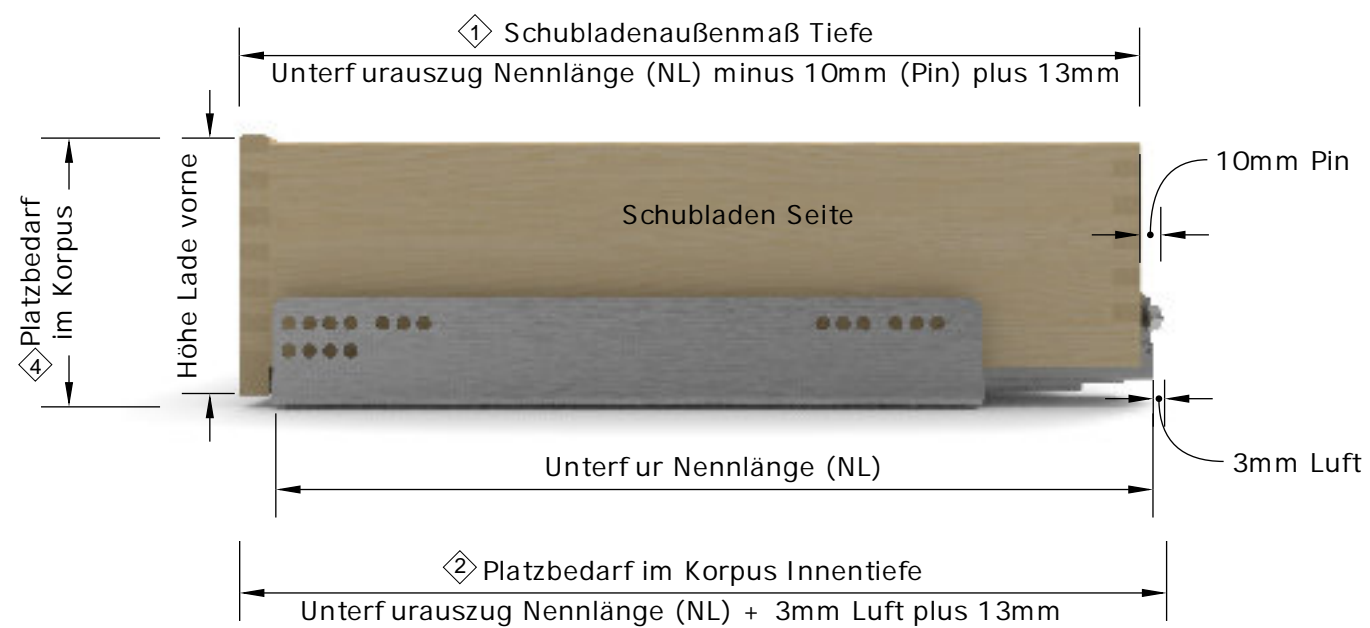 1 Schubladenaußenmaß Tiefe
Unterf urauszug Nennlänge (NL) minus 10mm (Pin) plus 13mm
10mm Pin
Schubladen Seite
Höhe Lade vorne
4 Platzbedarf
im Korpus
Unterf ur Nennlänge (NL)
3mm Luft
2 Platzbedarf im Korpus Innentiefe
Unterf urauszug Nennlänge (NL) + 3mm Luft plus 13mm